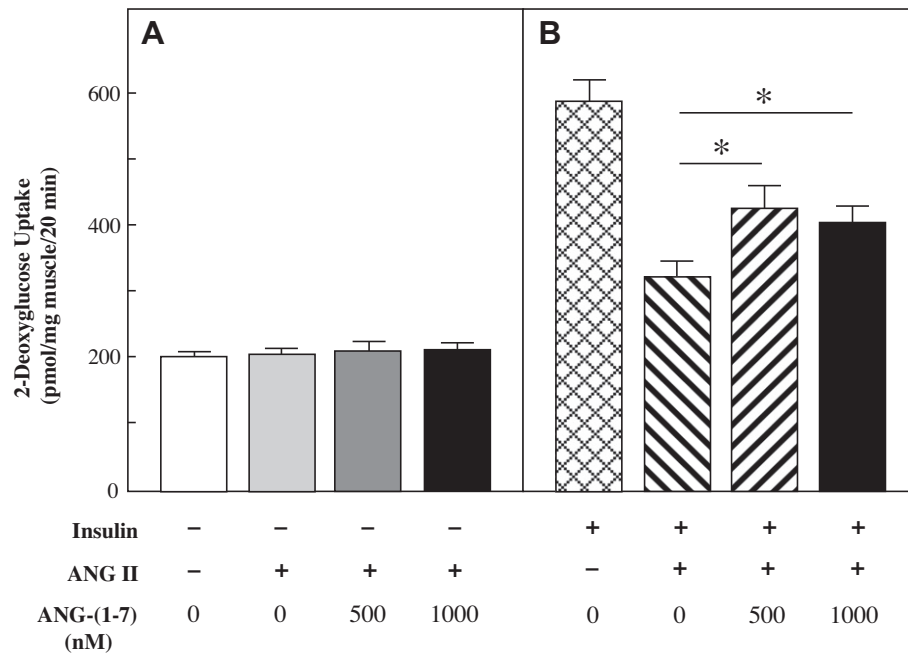 A
B
600
400
200
0
2-Deoxyglucose Uptake
(pmol/mg muscle/20 min)
*
*
Insulin – – – – + + + +
ANG II – + + + – + + +
ANG-(1-7) 0 0 500 1000 0 0 500 1000
(nM)